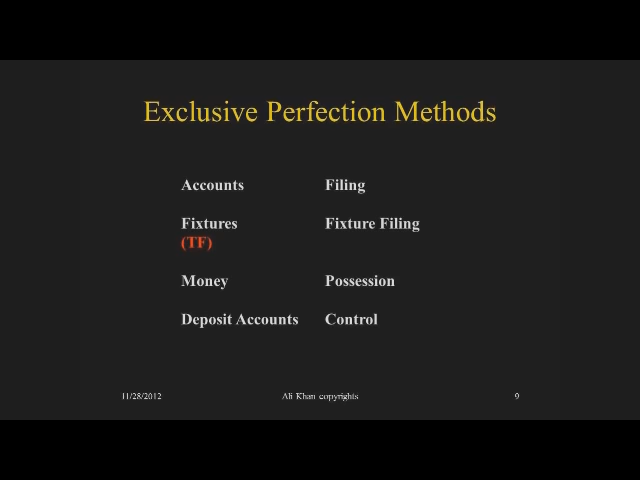 Exclusive Perfection Methods
Accounts Filing
Fixtures Fixture Filing
(TF)
Money Possession
Deposit Accounts Control
11/28/2012 Ali Khan copyrights 9